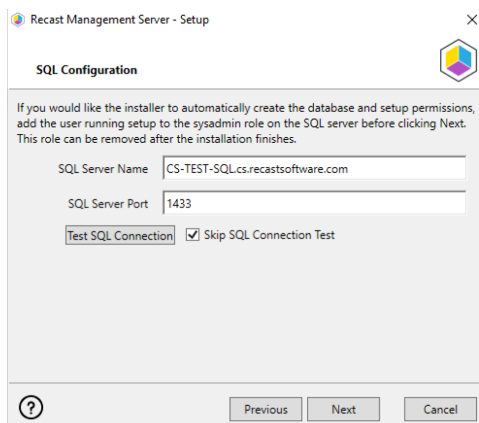 Recast Management Server - Setup
SQL Configuration
If you would like the installer to automatically create the database and setup permissions,
add the user running setup to the sysadmin role on the SQL server before clicking Next.
This role can be removed after the installation finishes.
SQL Server Name CS-TEST-SQL.cs.recastsoftware.com
SQL Server Port 1433
Test SQL Connection Skip SQL Connection Test
? Previous Next Cancel